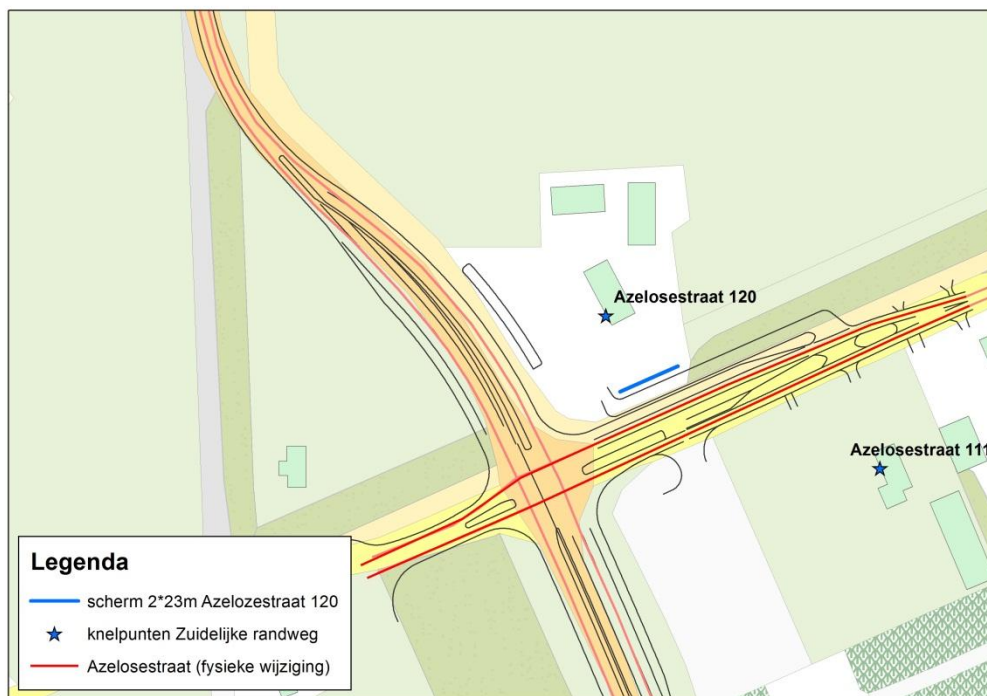 Azelosestraat 120
Azelosestraat 111
Legenda
scherm 2*23m Azelozestraat 120
knelpunten Zuidelijke randweg
Azelosestraat (fysieke wijziging)